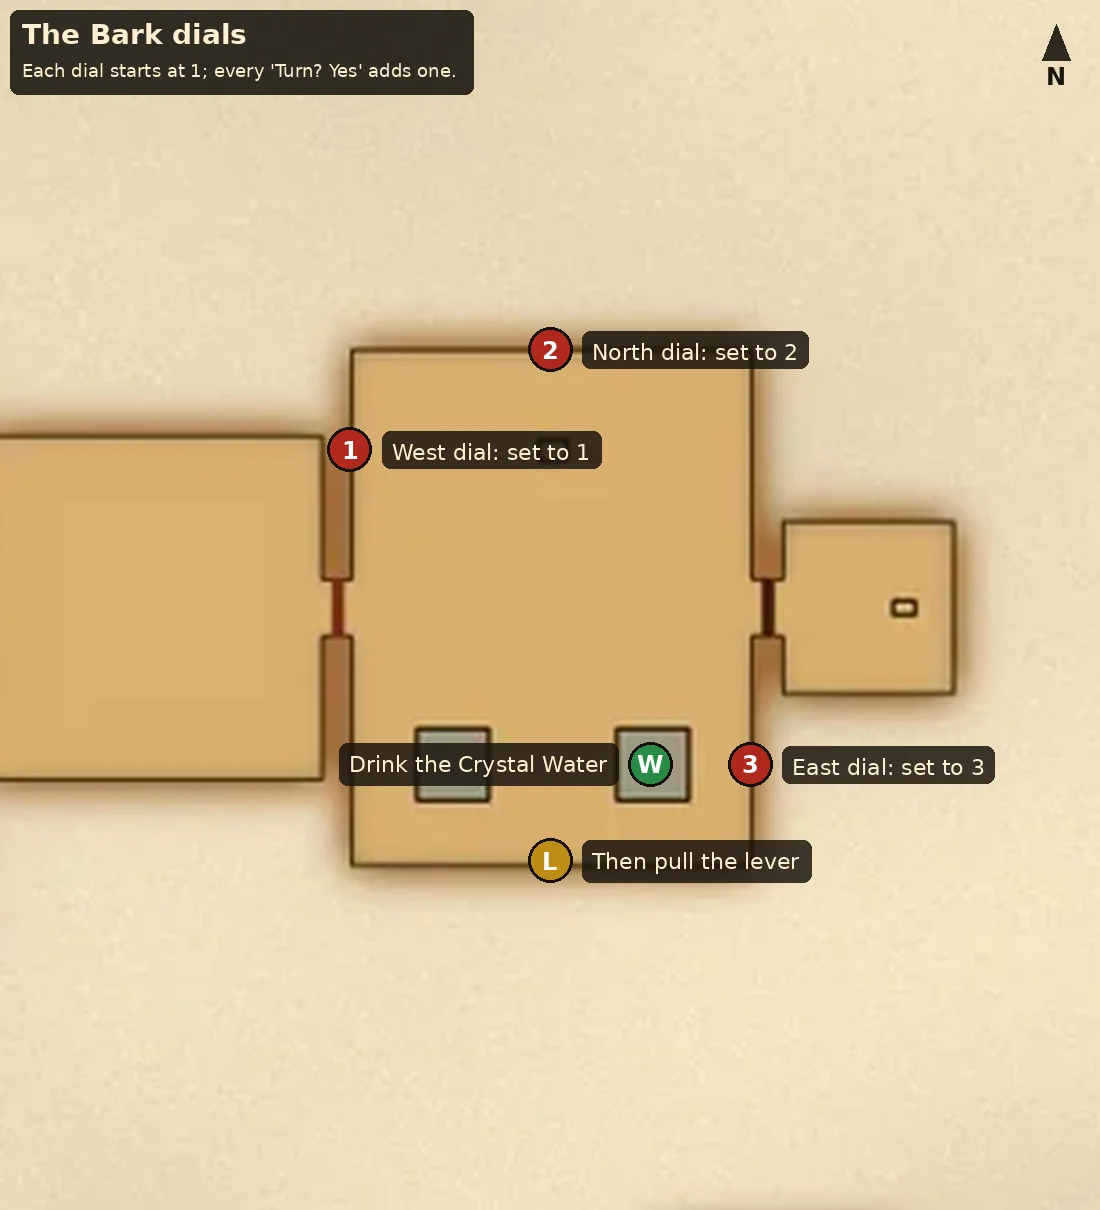 The Bark dials
Each dial starts at 1; every 'Turn? Yes' adds one.
N
2 North dial: set to 2
1 West dial: set to 1
Drink the Crystal Water W
3 East dial: set to 3
L Then pull the lever